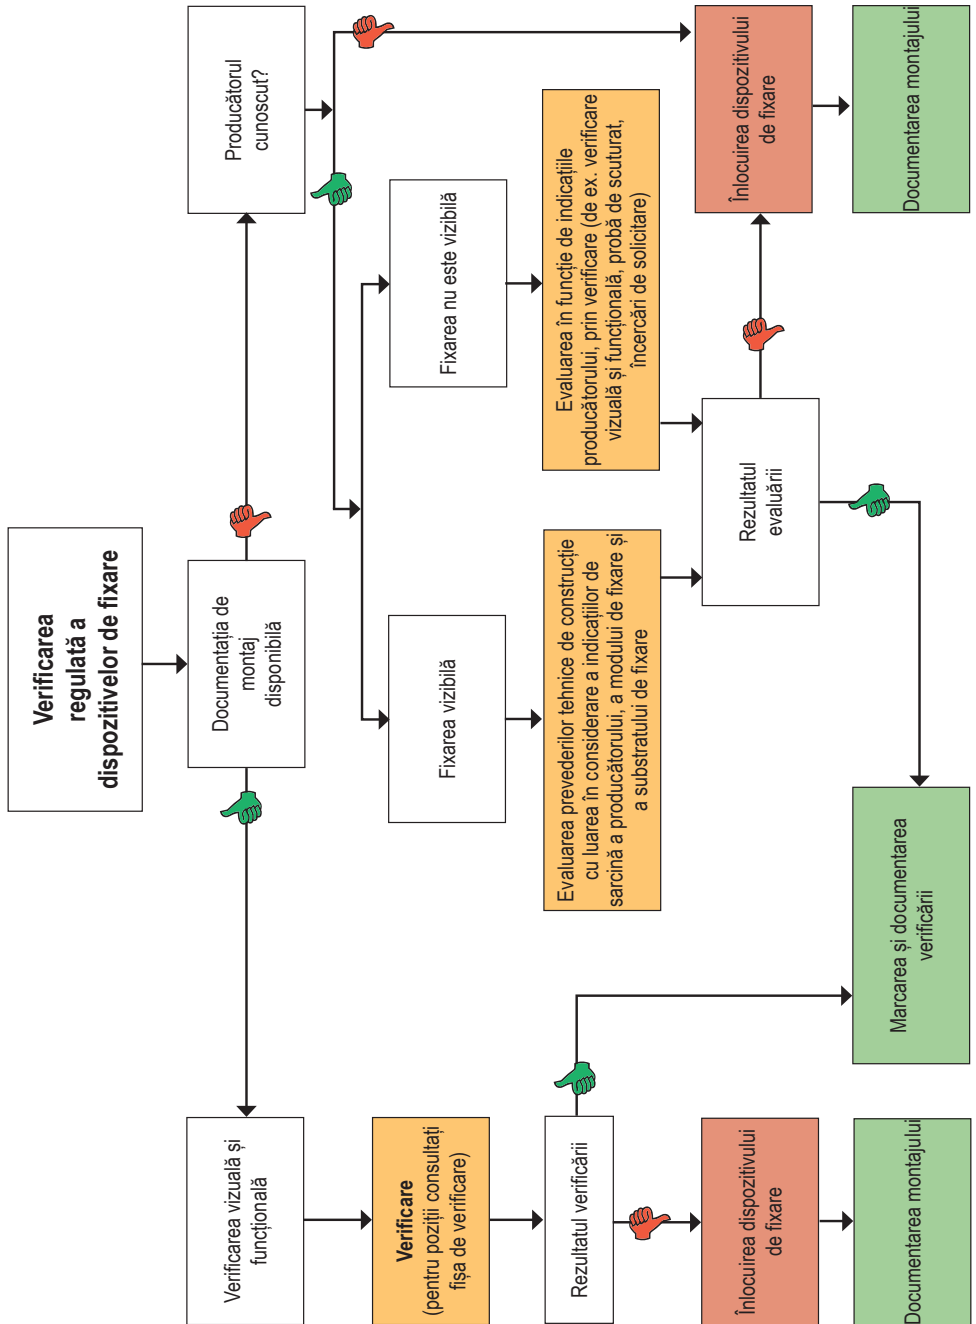 Verificarea
regulată a
dispozitivelor de fixare
Documentația de
montaj
disponibilă
Verificarea vizuală și
funcțională
Verificare
(pentru poziții consultați
fișa de verificare)
Rezultatul verificării
Înlocuirea dispozitivului
de fixare
Documentarea montajului
Marcarea și documentarea
verificării
Producătorul
cunoscut?
Fixarea vizibilă
Fixarea nu este vizibilă
Evaluarea prevederilor tehnice de construcție
cu luarea în considerare a indicațiilor de
sarcină a producătorului, a modului de fixare și
a substratului de fixare
Evaluarea în funcție de indicațiile
producătorului, prin verificare (de ex. verificare
vizuală și funcțională, probă de scuturat,
încercări de solicitare)
Rezultatul
evaluării
Înlocuirea dispozitivului
de fixare
Documentarea montajului